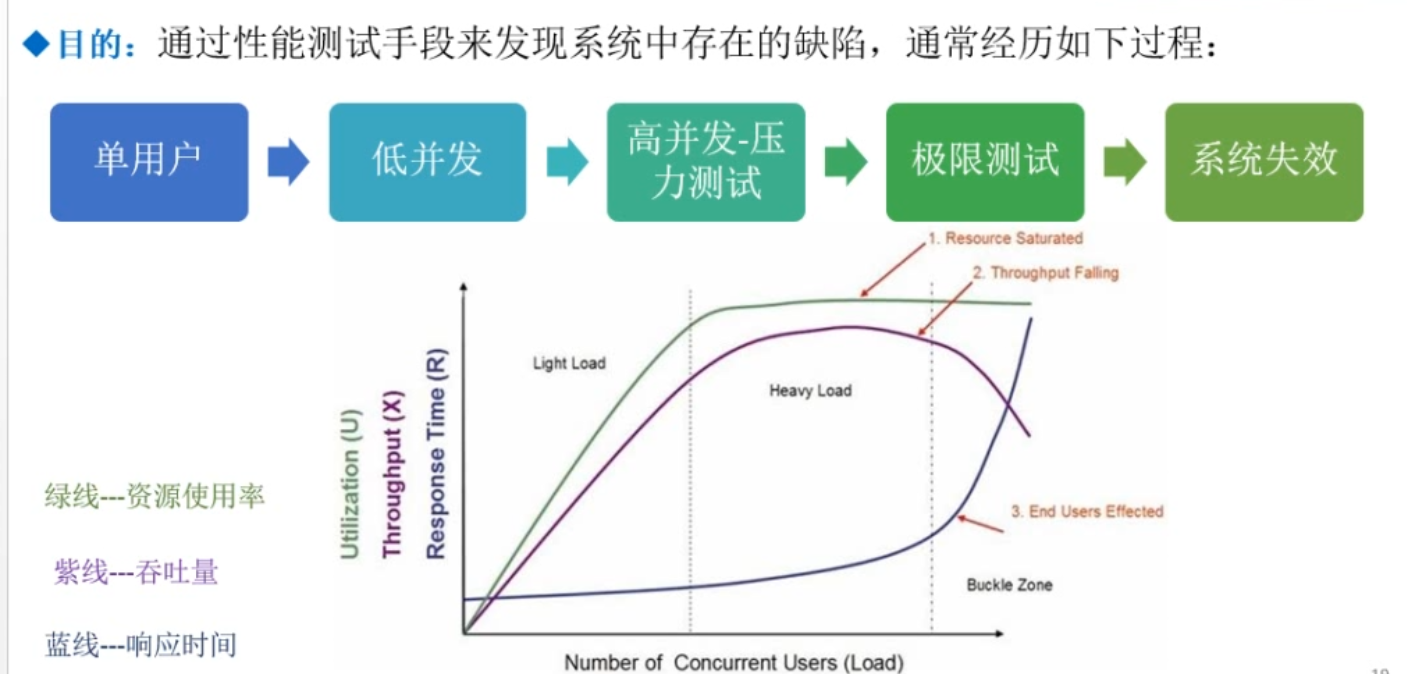 ◆目的：通过性能测试手段来发现系统中存在的缺陷，通常经历如下过程：
单用户
低并发
高并发-压
力测试
极限测试
系统失效
1. Resource Saturated
2. Throughput Falling
Light Load
Heavy Load
Utilization (U)
Throughput (X)
Response Time (R)
绿线---资源使用率
紫线---吞吐量
蓝线---响应时间
3. End Users Effected
Buckle Zone
Number of Concurrent Users (Load)